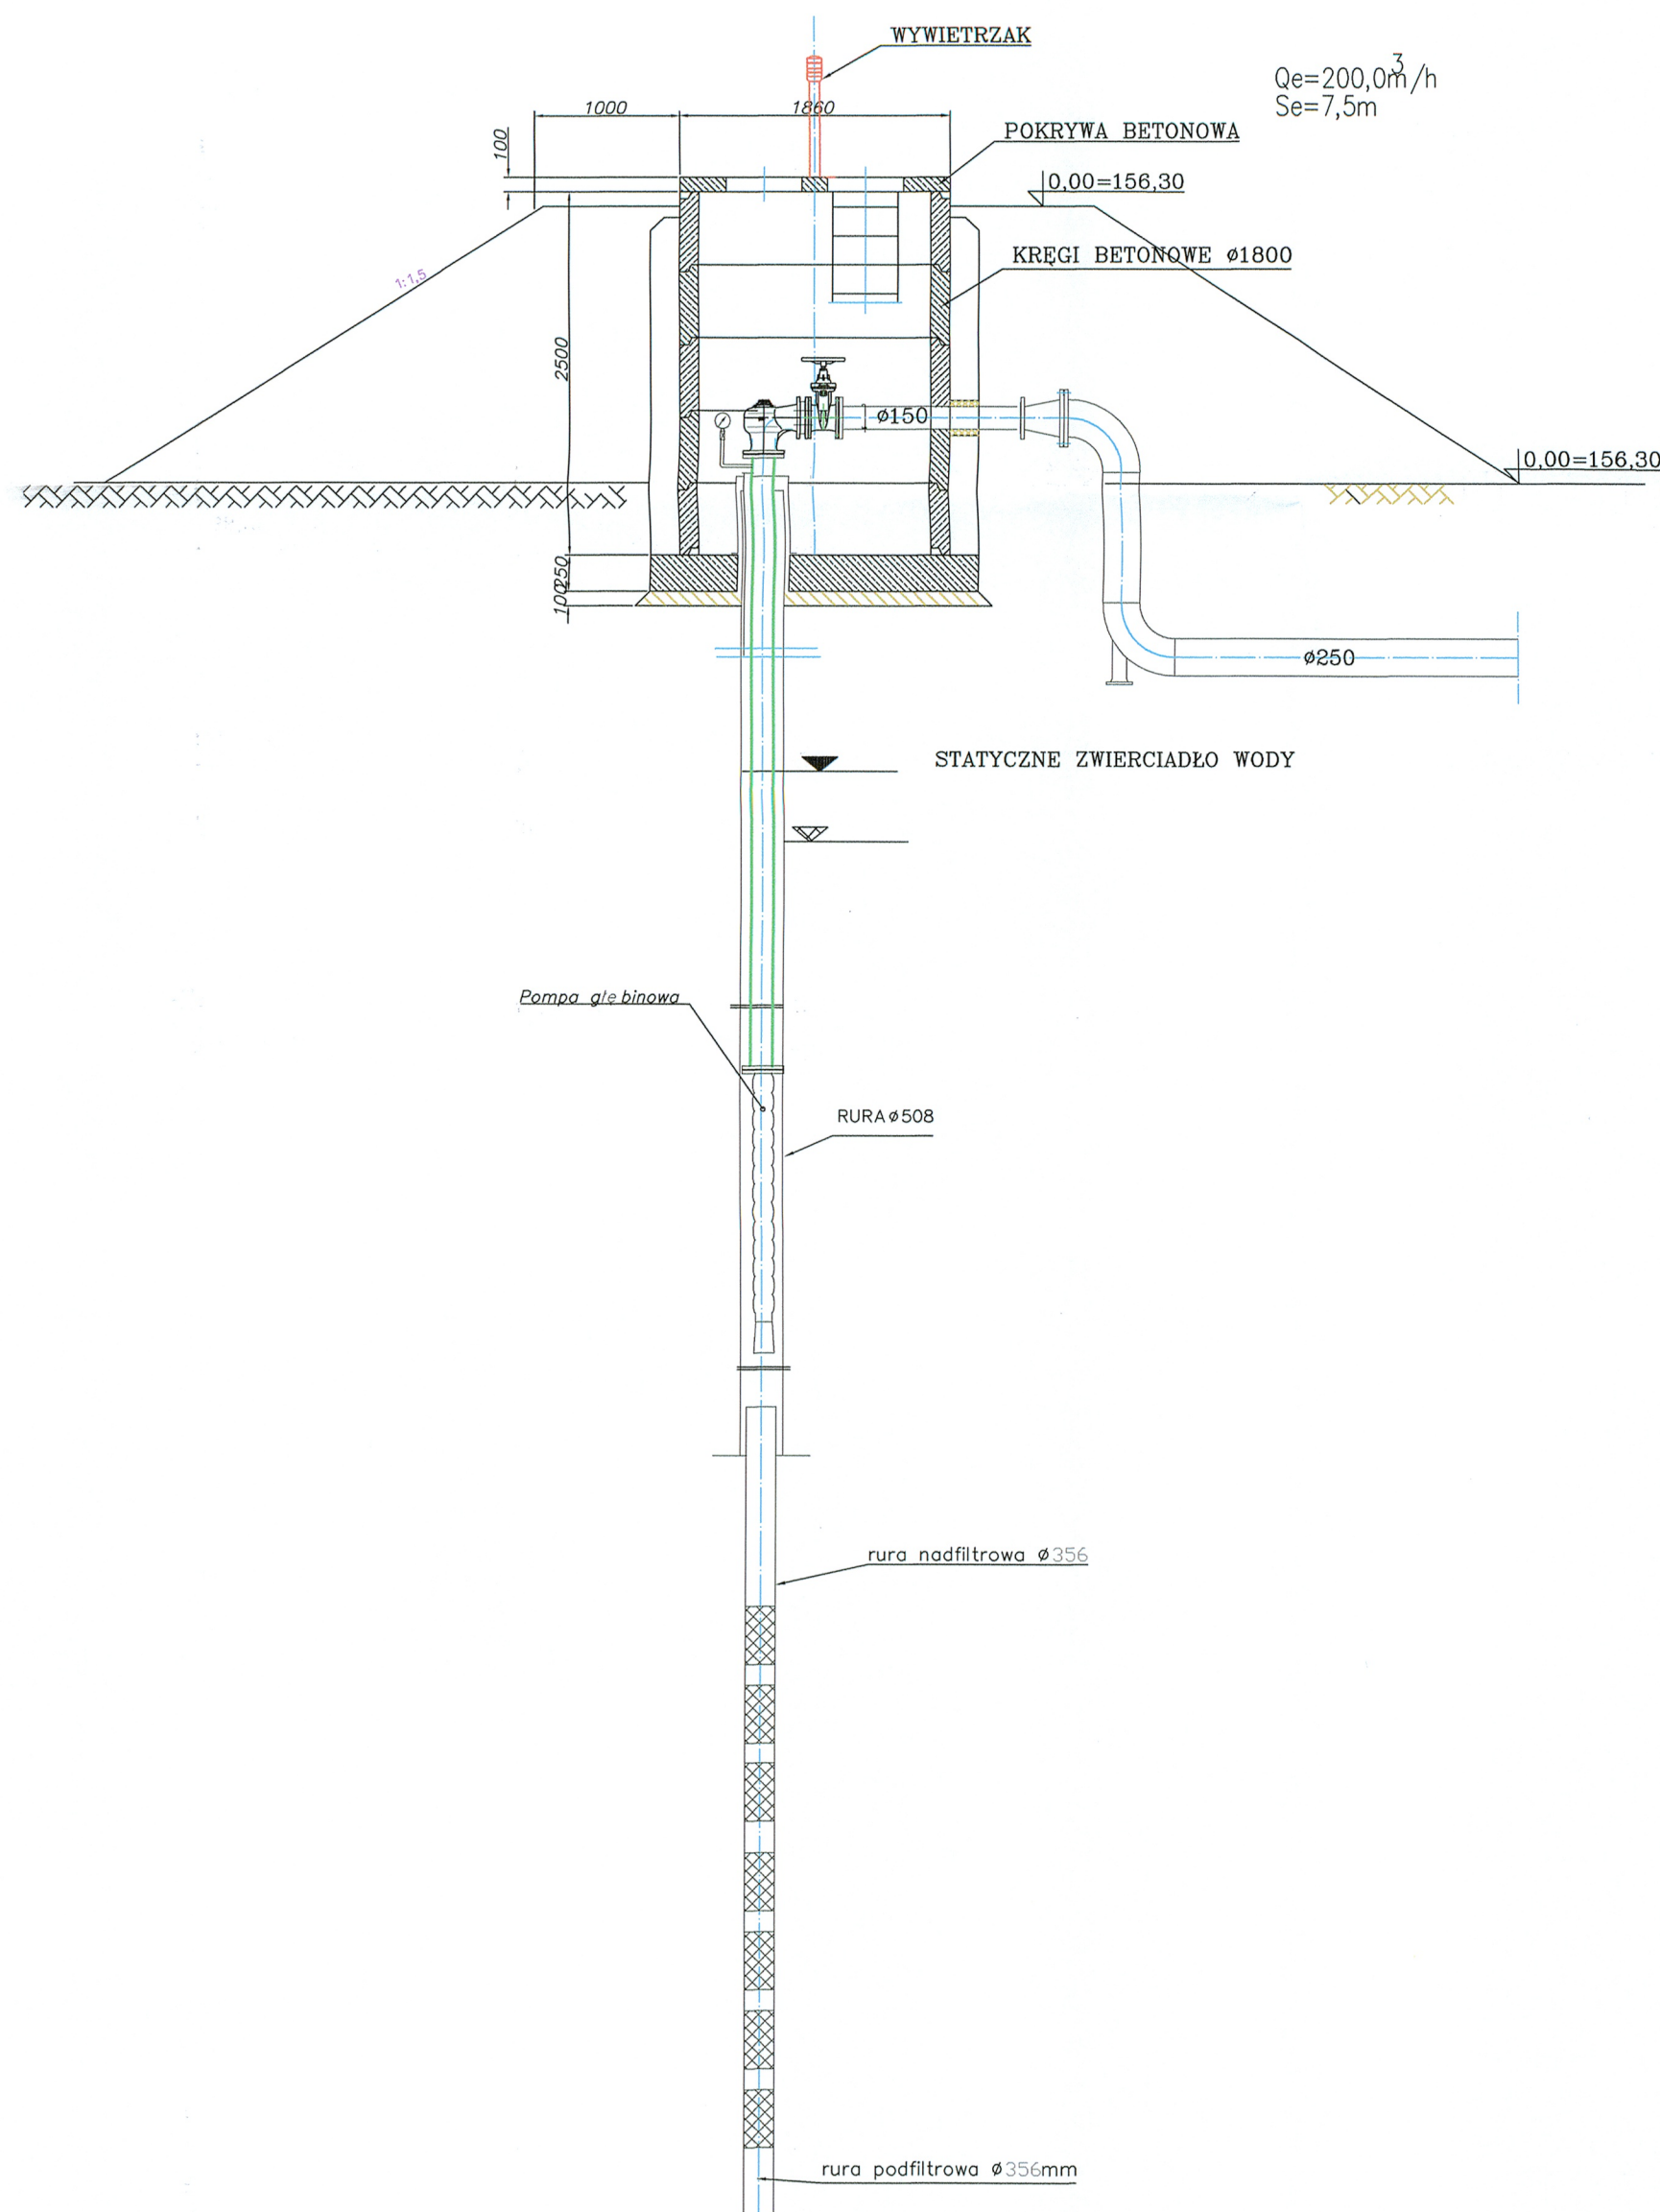 WYWIETRZAK
Qe=200,0m³/h
Se=7,5m
1000
1860
100
POKRYWA BETONOWA
0,00=156,30
KRĘGI BETONOWE ø1800
1:1,5
2500
ø150
0,00=156,30
250
100
ø250
STATYCZNE ZWIERCIADŁO WODY
Pompa głębinowa
RURA ø508
rura nadfiltrowa ø356
rura podfiltrowa ø356mm